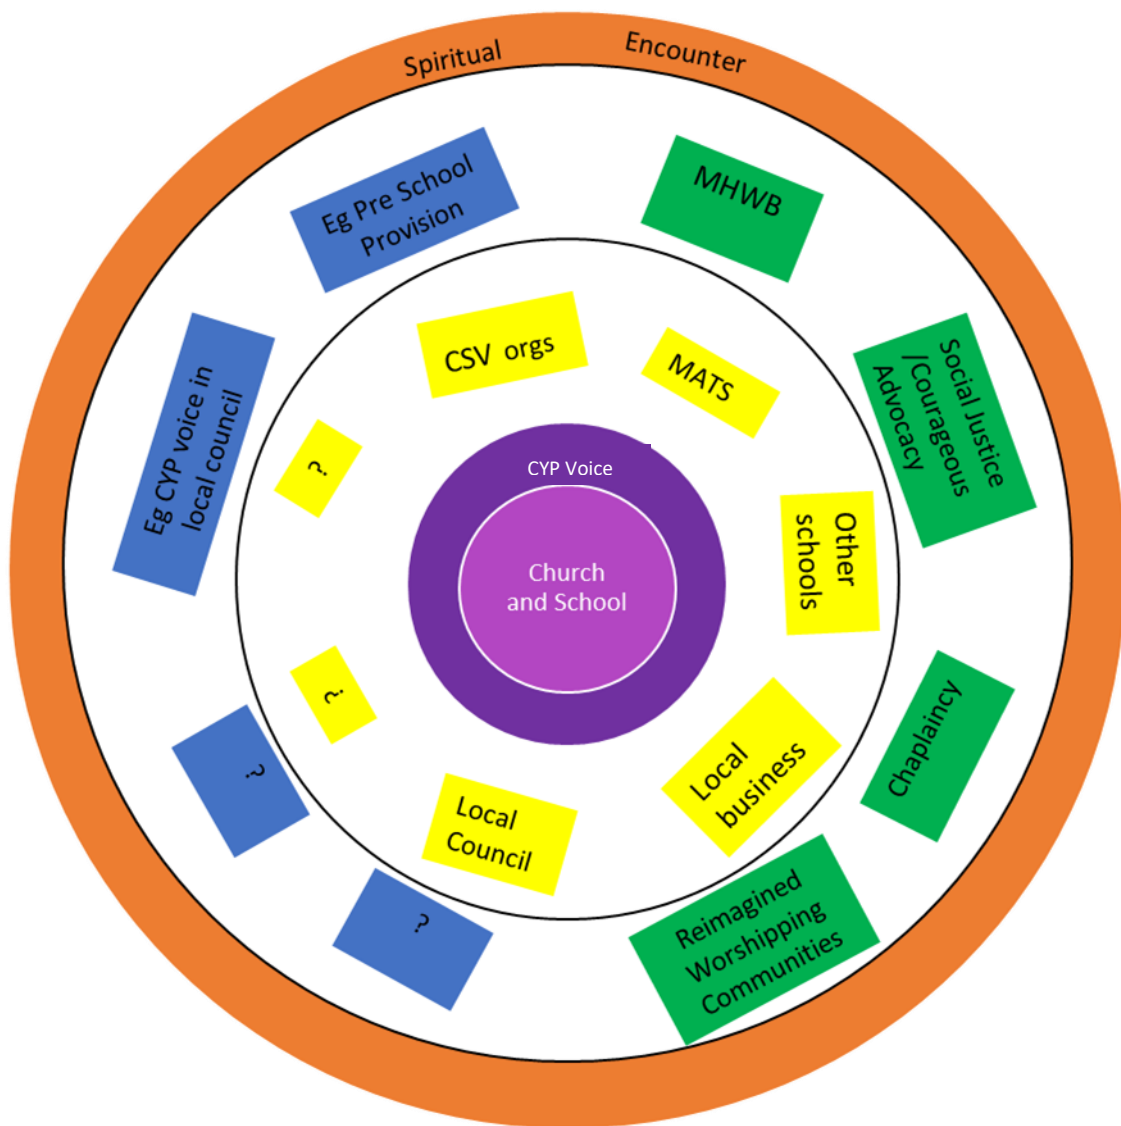 Spiritual Encounter
Eg Pre School
Provision
MHWB
Eg CYP voice in
local council
Social Justice
/Courageous
Advocacy
CSV orgs
MATS
?
CYP Voice
Church
and School
Other
schools
?
?
Chaplaincy
Local
business
Local
Council
?
Reimagined
Worshipping
Communities